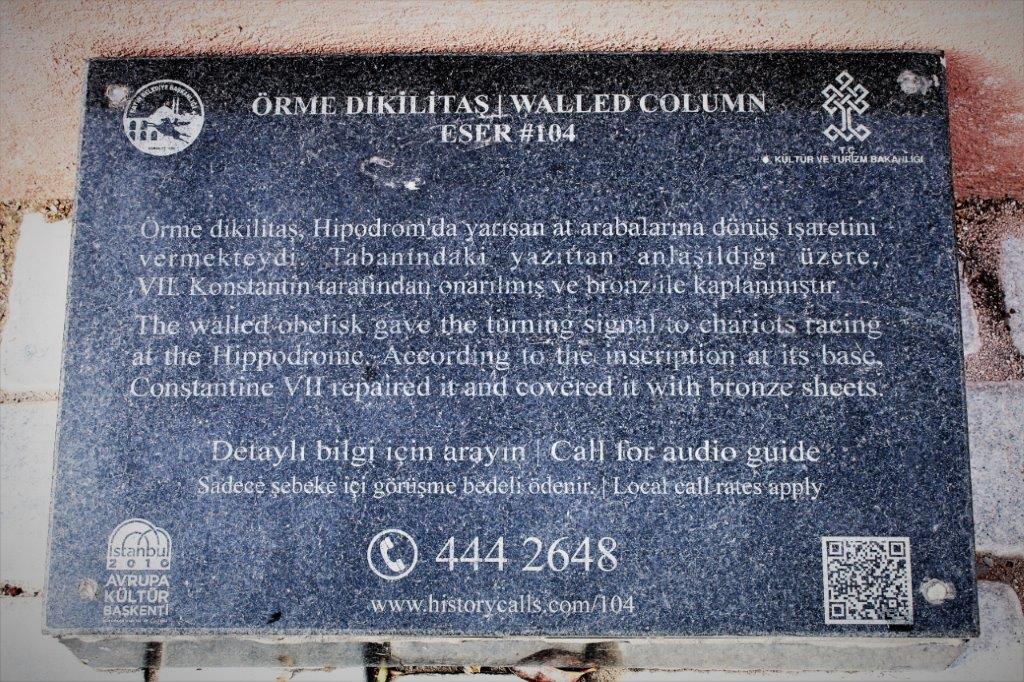 ÖRME DİKİLİTAŞ | WALLED COLUMN
ESER #104
T.C.
KÜLTÜR VE TURİZM BAKANLIĞI
Örme dikilitaş, Hipodrom'da yarışan at arabalarına dönüş işaretini
vermekteydi. Tabanındaki yazıttan anlaşıldığı üzere,
VII. Konstantin tarafından onarılmış ve bronz ile kaplanmıştır.
The walled obelisk gave the turning signal to chariots racing
at the Hippodrome. According to the inscription at its base,
Constantine VII repaired it and covered it with bronze sheets.
Detaylı bilgi için arayın | Call for audio guide
Sadece şebeke içi görüşme bedeli ödenir. | Local call rates apply
444 2648
www.historycalls.com/104
istanbul
2010
AVRUPA
KÜLTÜR
BAŞKENTİ